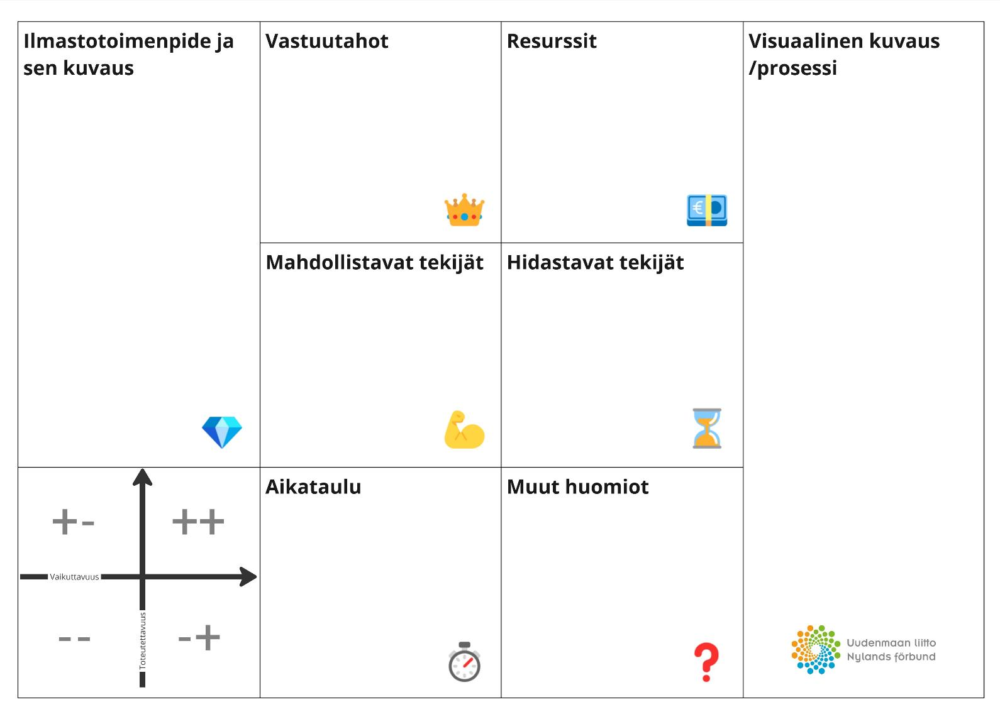 Ilmastotoimenpide ja
sen kuvaus
Vastuutahot
Resurssit
Visuaalinen kuvaus
/prosessi
€
Mahdollistavat tekijät
Hidastavat tekijät
+-
++
Vaikuttavuus
--
-+
Toteutettavuus
Aikataulu
Muut huomiot
?
Uudenmaan liitto
Nylands förbund